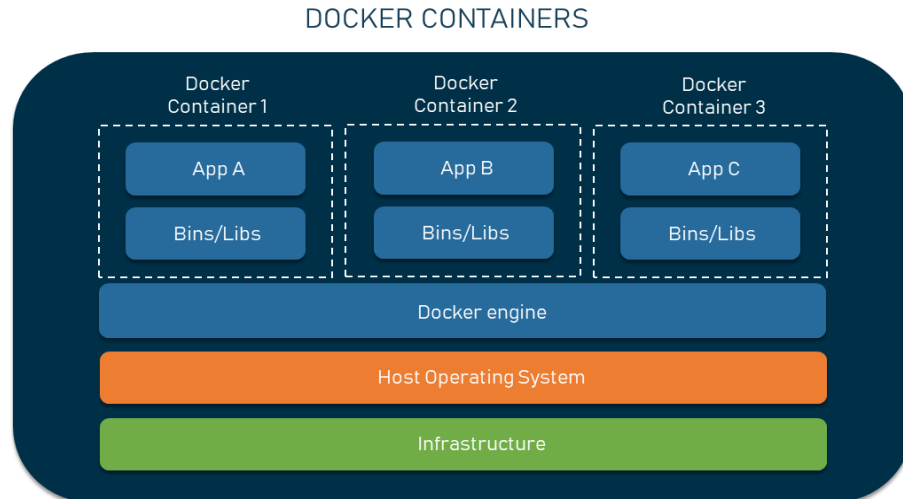 DOCKER CONTAINERS
Docker
Container 1
Docker
Container 2
Docker
Container 3
App A
App B
App C
Bins/Libs
Bins/Libs
Bins/Libs
Docker engine
Host Operating System
Infrastructure